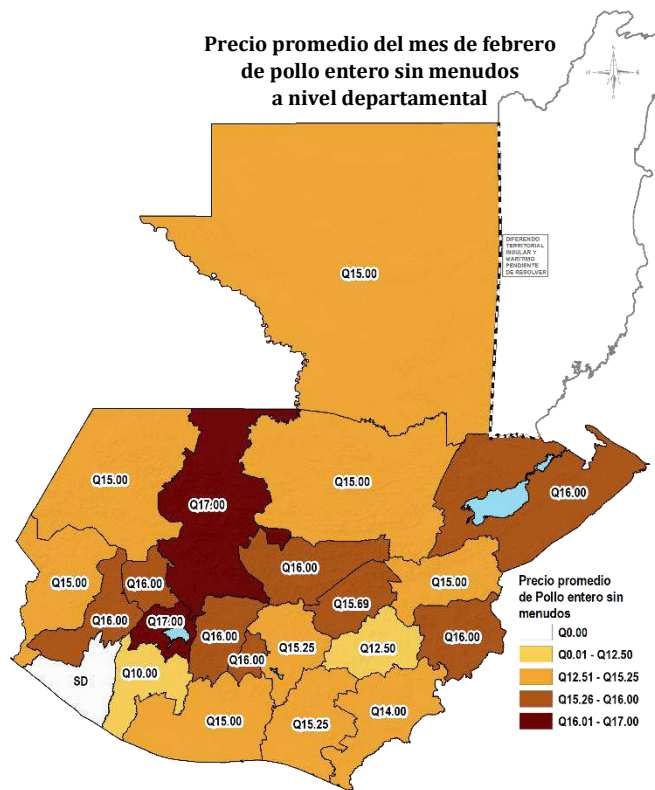 Precio promedio del mes de febrero
de pollo entero sin menudos
a nivel departamental
N
W
E
S
DIFERENDO
TERRITORIAL
INSULAR Y
MARITIMO
PENDIENTE
DE RESOLVER
Q15.00
Q15.00
Q17.00
Q15.00
Q16.00
Q15.00
Q16.00
Q16.00
Q15.00
Q15.69
Q16.00
Q17.00
Q16.00
Q16.00
Q15.25
Q12.50
Q16.00
SD
Q10.00
Q15.00
Q15.25
Q14.00
Precio promedio
de Pollo entero sin
menudos
Q0.00
Q0.01 - Q12.50
Q12.51 - Q15.25
Q15.26 - Q16.00
Q16.01 - Q17.00